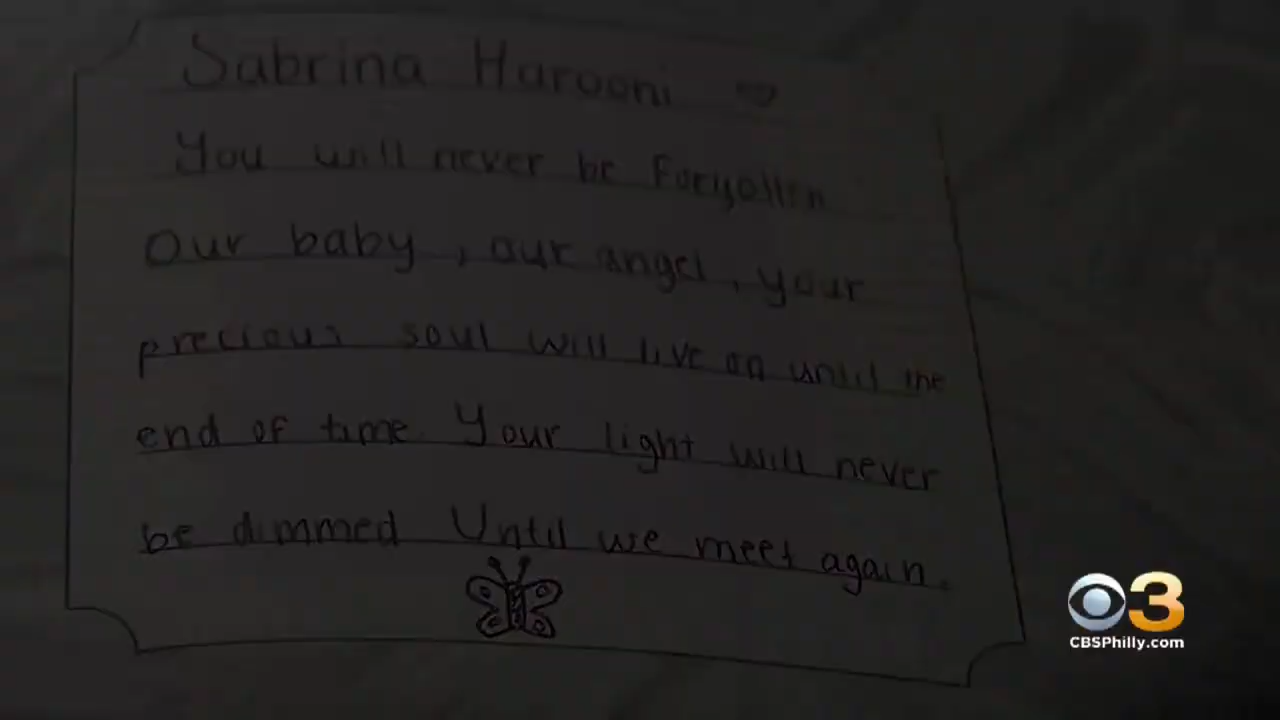 Sabrina Harooni ♡
You will never be Forgotten
Our baby, our angel, your
precious soul will live on until the
end of time. Your light will never
be dimmed Until we meet again.
3
CBSPhilly.com